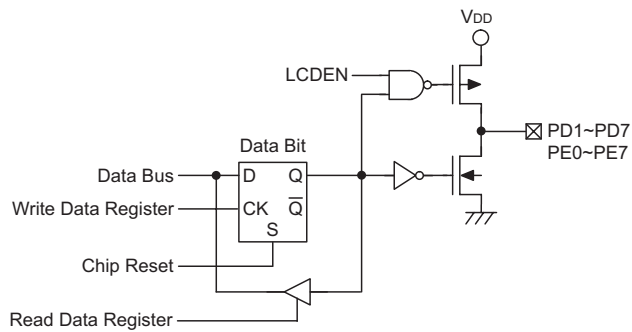 VDD
LCDEN
PD1~PD7
PE0~PE7
Data Bit
Data Bus
D
Q
Write Data Register
CK
Q̅
S
Chip Reset
Read Data Register